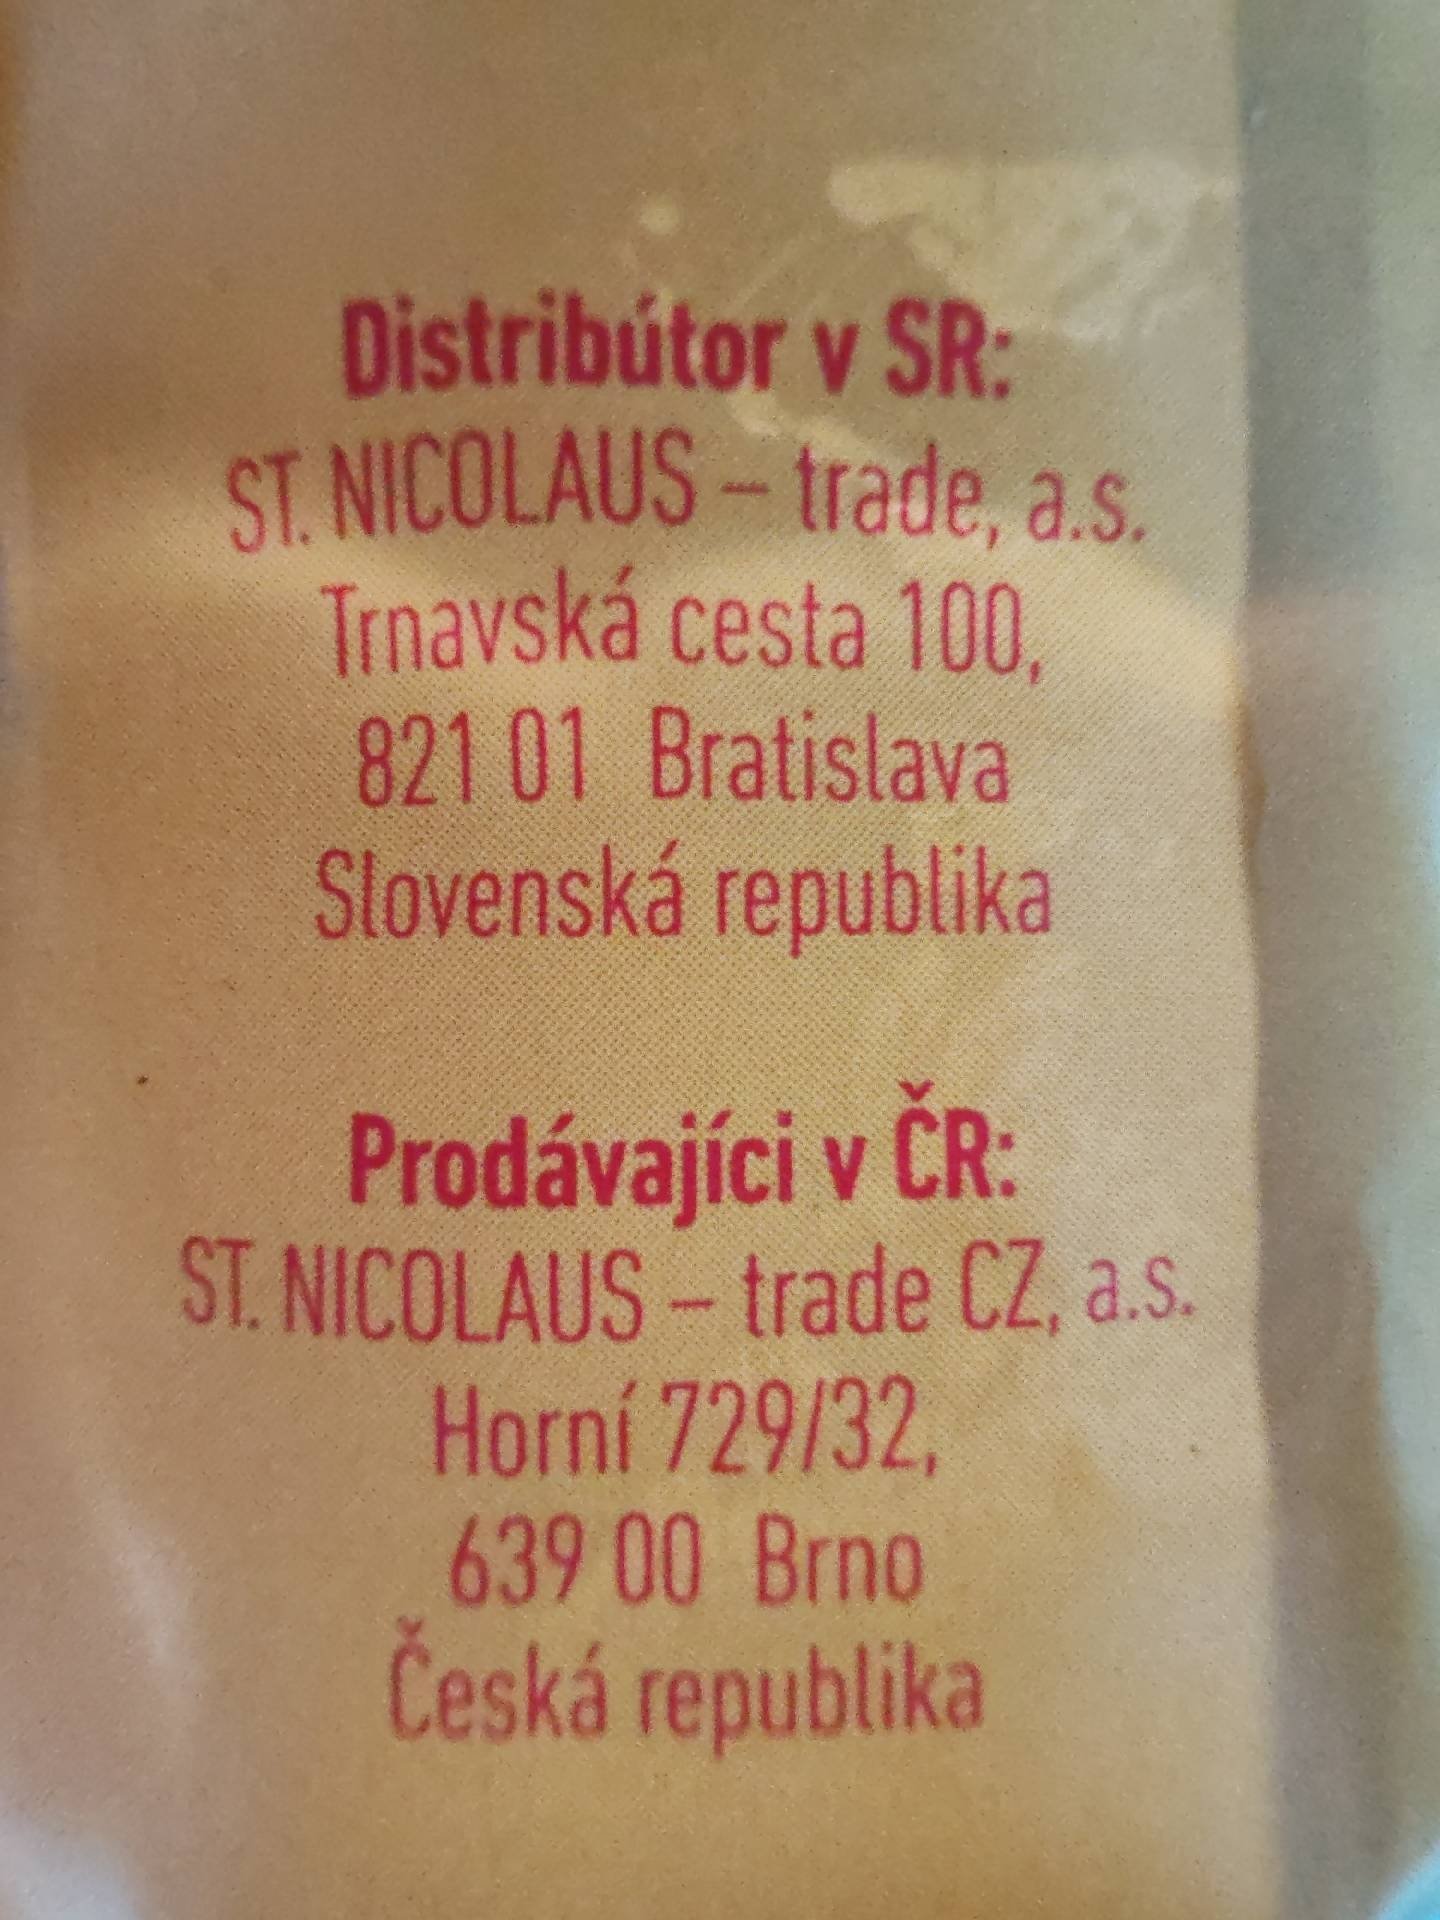 Distribútor v SR:
ST. NICOLAUS – trade, a.s.
Trnavská cesta 100,
821 01 Bratislava
Slovenská republika
Prodávajíci v ČR:
ST. NICOLAUS – trade CZ, a.s.
Horní 729/32,
639 00 Brno
Česká republika